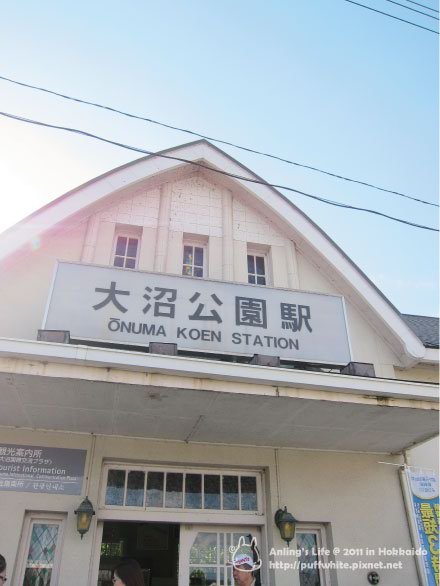 大沼公園駅
ŌNUMA KOEN STATION
観光案内所
Tourist Information
Anling's Life @ 2011 in Hokkaido
http://puffwhite.pixnet.net